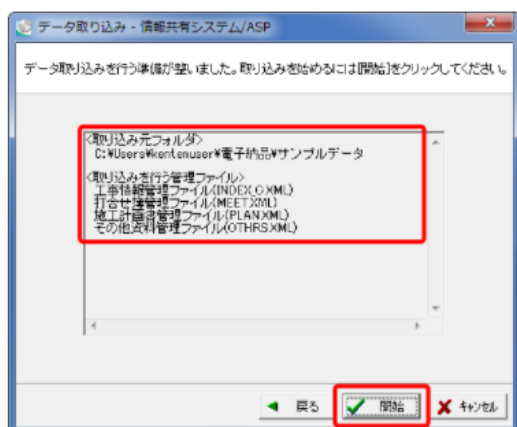 データ取り込み - 情報共有システム/ASP
データ取り込みを行う準備が整いました。取り込みを始めるには[開始]をクリックしてください。
<取り込み元フォルダ>
C:¥Users¥kentenuser¥電子納品¥サンプルデータ
<取り込みを行う管理ファイル>
工事情報管理ファイル(INDEX_C.XML)
打合せ簿管理ファイル(MEET.XML)
施工計画書管理ファイル(PLAN.XML)
その他資料管理ファイル(OTHRS.XML)
戻る
開始
キャンセル